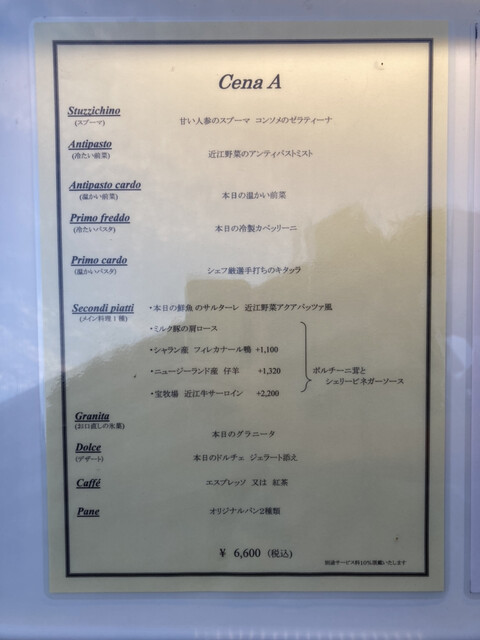 Cena A
Stuzzichino
(スプーマ)
甘い人参のスプーマ コンソメのゼラティーナ
Antipasto
(冷たい前菜)
近江野菜のアンティパストミスト
Antipasto cardo
(温かい前菜)
本日の温かい前菜
Primo freddo
(冷たいパスタ)
本日の冷製カペッリーニ
Primo cardo
(温かいパスタ)
シェフ厳選手打ちのキタッラ
Secondi piatti
(メイン料理1種)
・本日の鮮魚のサルターレ 近江野菜アクアパッツァ風
・ミルク豚の肩ロース
・シャラン産 フィレカナール鴨 +1,100
・ニュージーランド産 仔羊 +1,320
・宝牧場 近江牛サーロイン +2,200
ポルチーニ茸と
シェリービネガーソース
Granita
(お口直しの氷菓)
本日のグラニータ
Dolce
(デザート)
本日のドルチェ ジェラート添え
Caffé
エスプレッソ 又は 紅茶
Pane
オリジナルパン2種類
¥ 6,600 (税込)
別途サービス料10%頂戴いたします